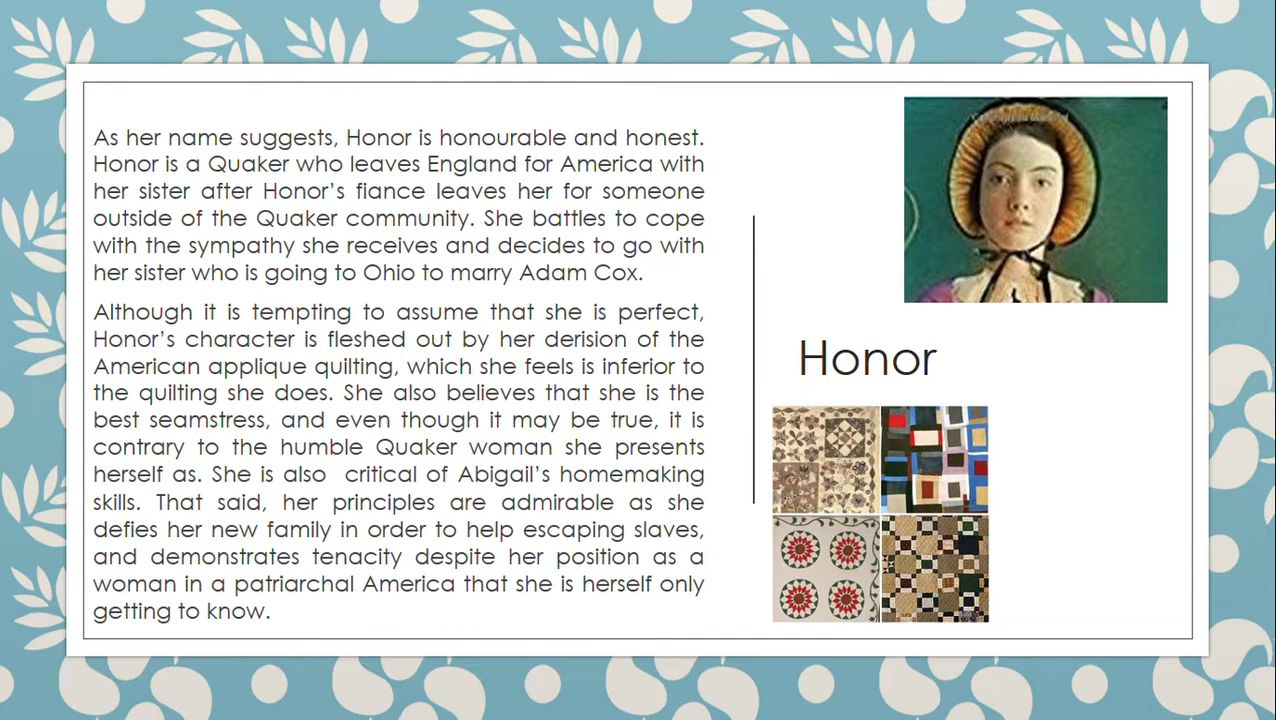 As her name suggests, Honor is honourable and honest.
Honor is a Quaker who leaves England for America with
her sister after Honor’s fiance leaves her for someone
outside of the Quaker community. She battles to cope
with the sympathy she receives and decides to go with
her sister who is going to Ohio to marry Adam Cox.
Although it is tempting to assume that she is perfect,
Honor’s character is fleshed out by her derision of the
American applique quilting, which she feels is inferior to
the quilting she does. She also believes that she is the
best seamstress, and even though it may be true, it is
contrary to the humble Quaker woman she presents
herself as. She is also  critical of Abigail’s homemaking
skills. That said, her principles are admirable as she
defies her new family in order to help escaping slaves,
and demonstrates tenacity despite her position as a
woman in a patriarchal America that she is herself only
getting to know.
Honor